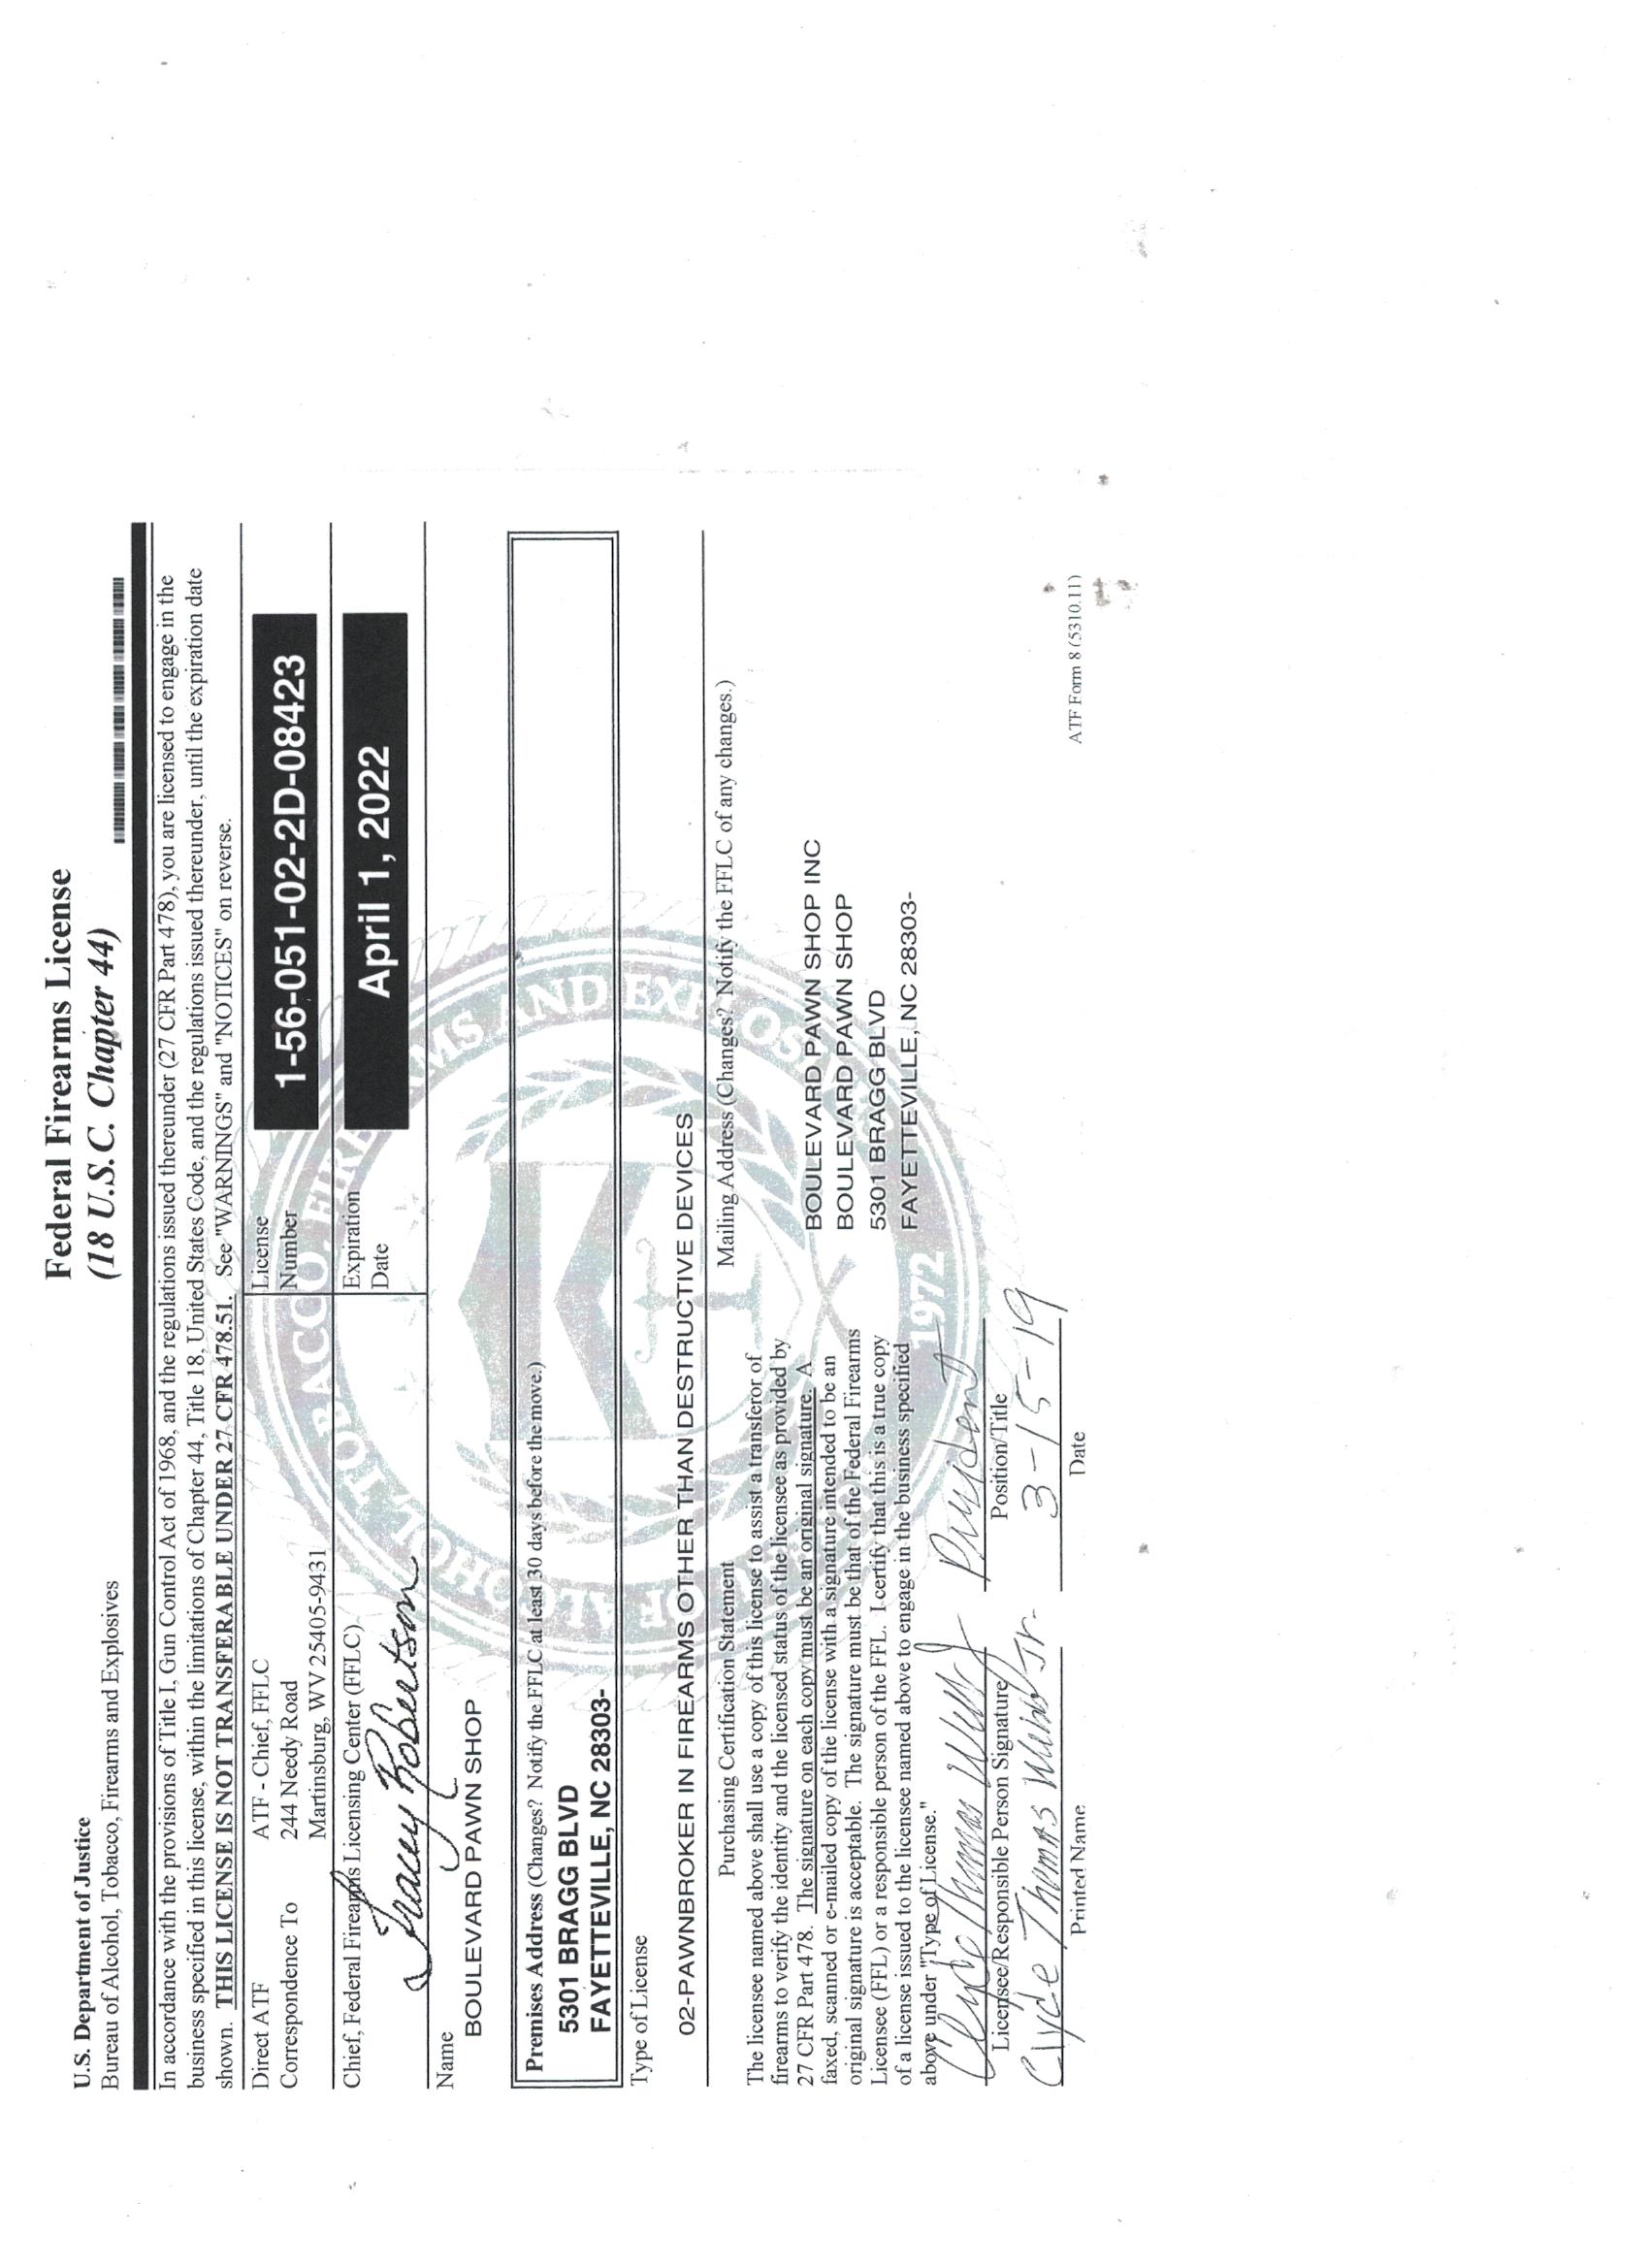 U.S. Department of Justice
Bureau of Alcohol, Tobacco, Firearms and Explosives
Federal Firearms License
(18 U.S.C. Chapter 44)
In accordance with the provisions of Title I, Gun Control Act of 1968, and the regulations issued thereunder (27 CFR Part 478), you are licensed to engage in the
business specified in this license, within the limitations of Chapter 44, Title 18, United States Code, and the regulations issued thereunder, until the expiration date
shown. THIS LICENSE IS NOT TRANSFERABLE UNDER 27 CFR 478.51. See "WARNINGS" and "NOTICES" on reverse.
Direct ATF
Correspondence To
ATF - Chief, FFLC
244 Needy Road
Martinsburg, WV 25405-9431
License
Number
1-56-051-02-2D-08423
Chief, Federal Firearms Licensing Center (FFLC)
Tracey Robertson
Expiration
Date
April 1, 2022
Name
BOULEVARD PAWN SHOP
Premises Address (Changes? Notify the FFLC at least 30 days before the move.)
5301 BRAGG BLVD
FAYETTEVILLE, NC 28303-
Type of License
02-PAWNBROKER IN FIREARMS OTHER THAN DESTRUCTIVE DEVICES
Purchasing Certification Statement
The licensee named above shall use a copy of this license to assist a transferor of
firearms to verify the identity and the licensed status of the licensee as provided by
27 CFR Part 478. The signature on each copy must be an original signature. A
faxed, scanned or e-mailed copy of the license with a signature intended to be an
original signature is acceptable. The signature must be that of the Federal Firearms
Licensee (FFL) or a responsible person of the FFL. I certify that this is a true copy
of a license issued to the licensee named above to engage in the business specified
above under "Type of License."
Mailing Address (Changes? Notify the FFLC of any changes.)
BOULEVARD PAWN SHOP INC
BOULEVARD PAWN SHOP
5301 BRAGG BLVD
FAYETTEVILLE, NC 28303-
Clyde Thomas Webb Jr
President
Licensee/Responsible Person Signature
Position/Title
Clyde Thomas Webb Jr.
3-15-19
Printed Name
Date
ATF Form 8 (5310.11)
1972